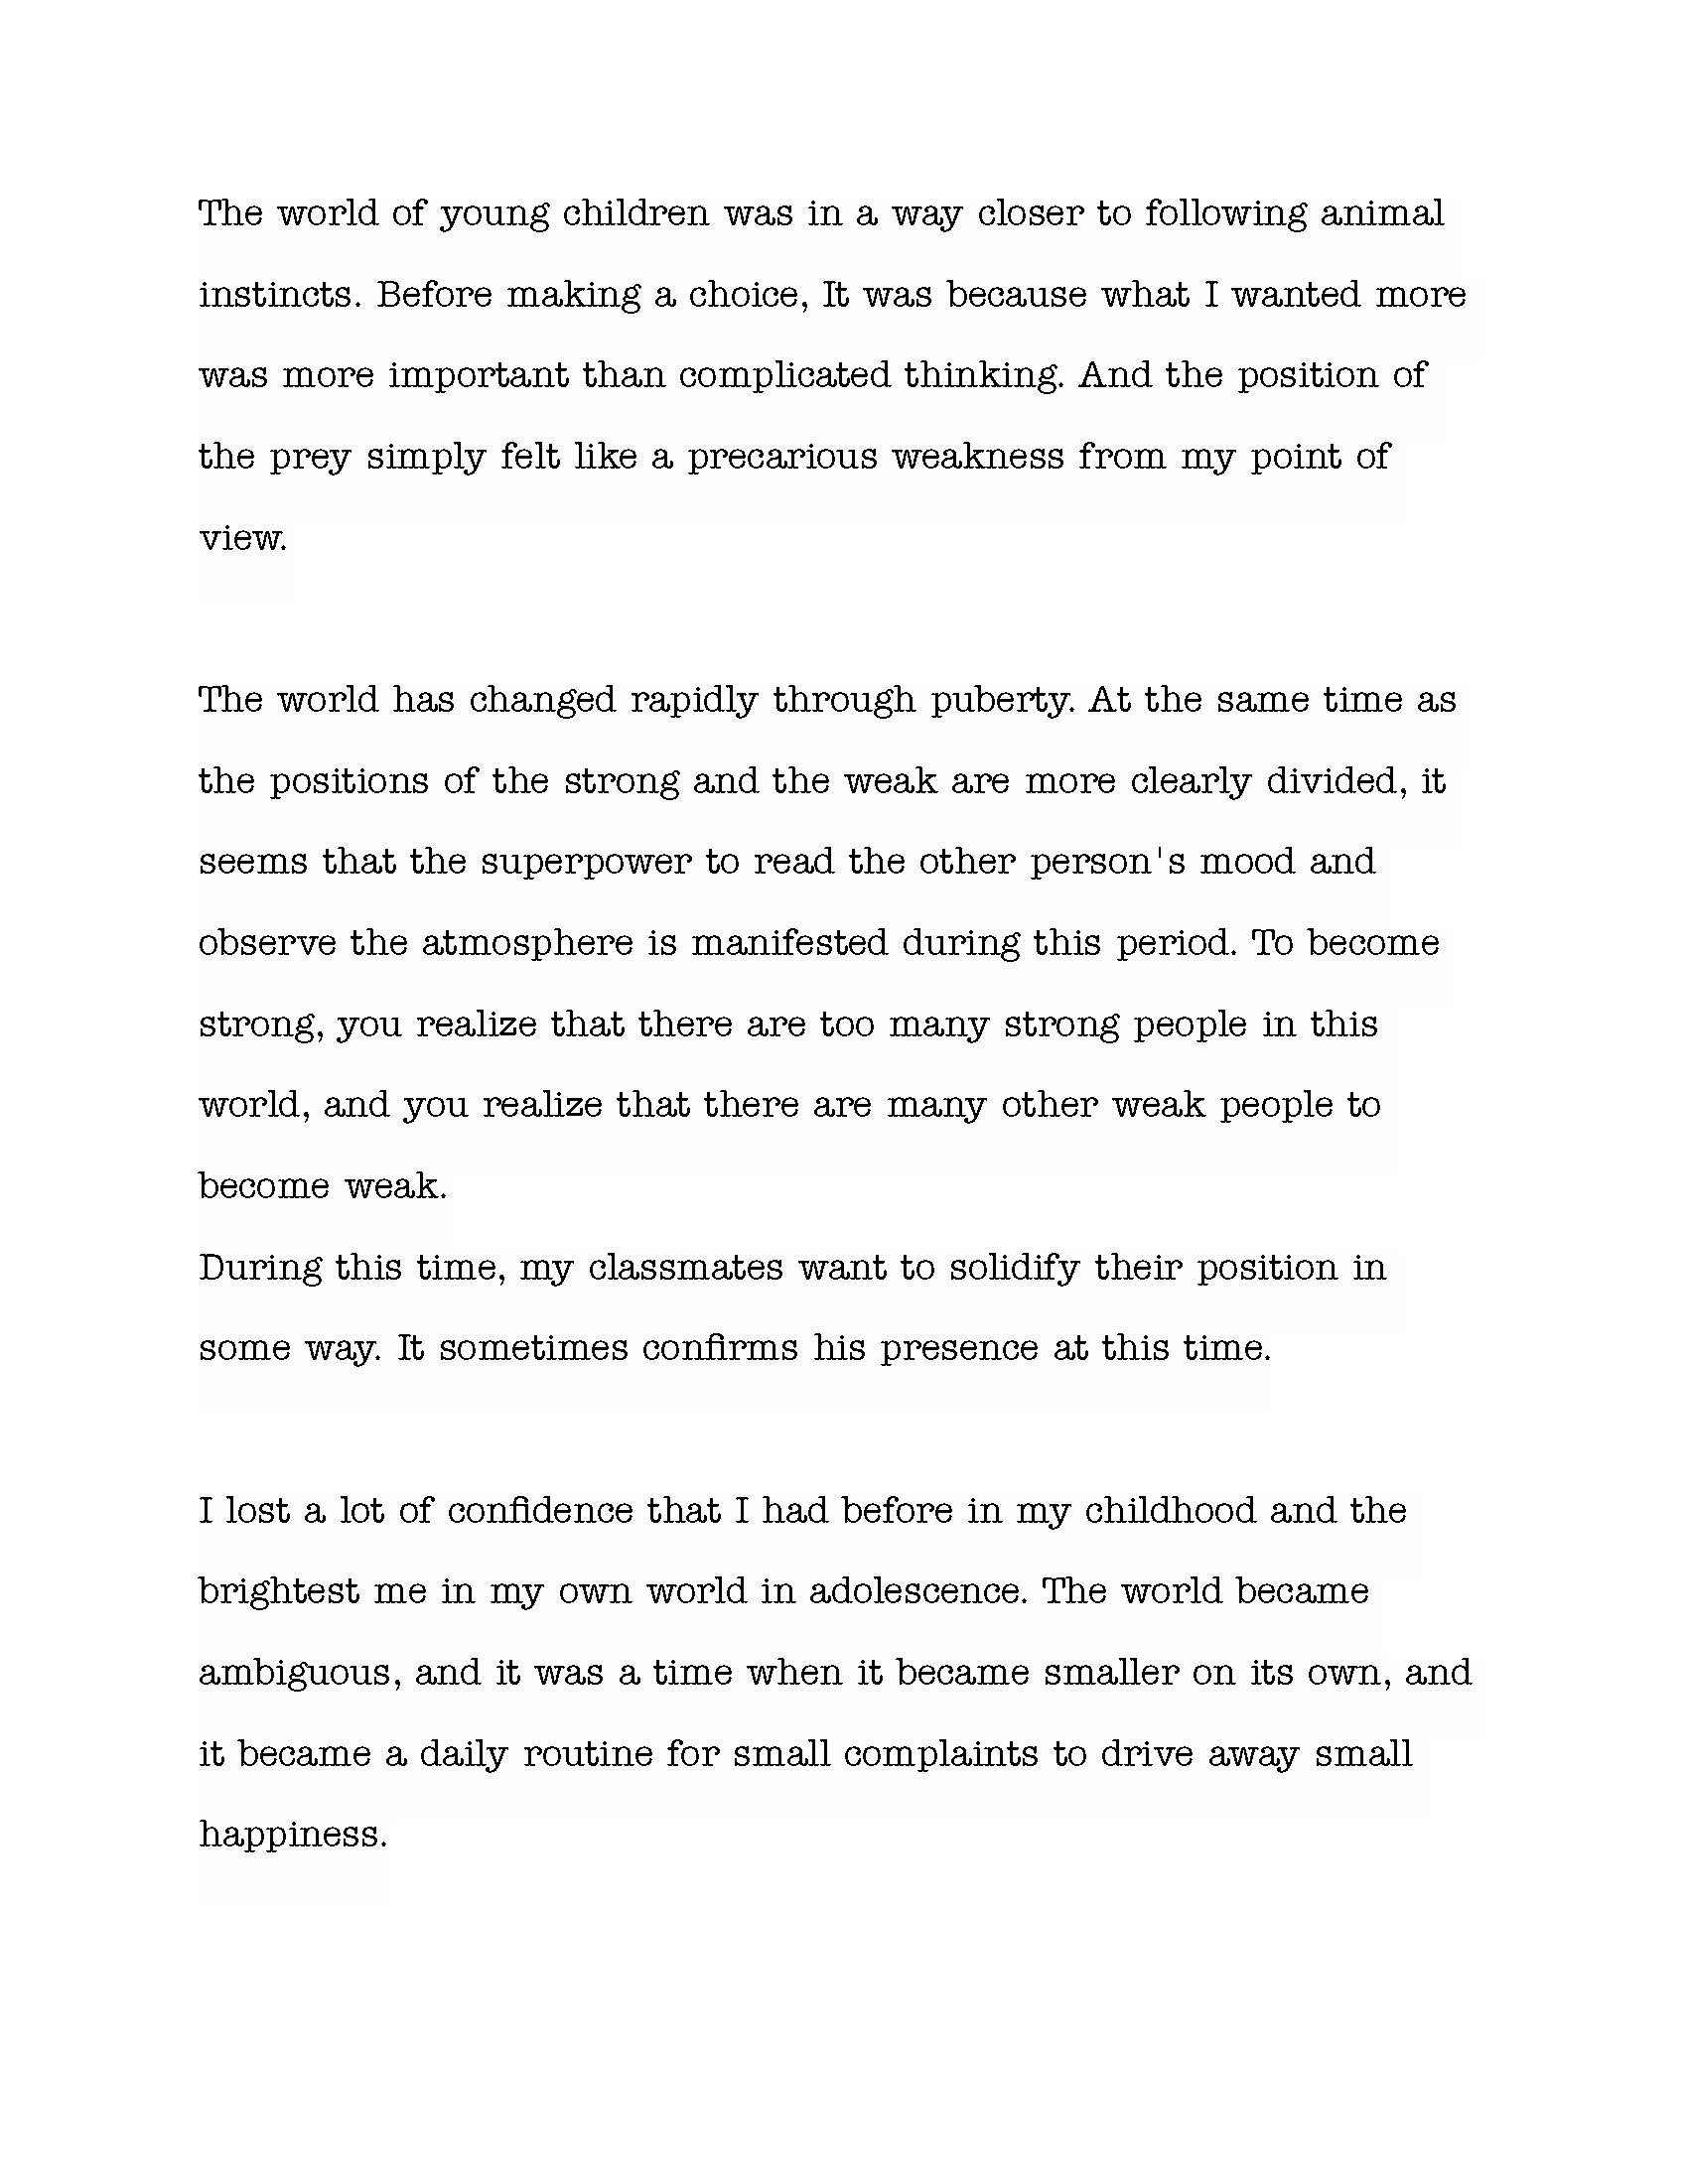 The world of young children was in a way closer to following animal
instincts. Before making a choice, It was because what I wanted more
was more important than complicated thinking. And the position of
the prey simply felt like a precarious weakness from my point of
view.
The world has changed rapidly through puberty. At the same time as
the positions of the strong and the weak are more clearly divided, it
seems that the superpower to read the other person's mood and
observe the atmosphere is manifested during this period. To become
strong, you realize that there are too many strong people in this
world, and you realize that there are many other weak people to
become weak.
During this time, my classmates want to solidify their position in
some way. It sometimes confirms his presence at this time.
I lost a lot of confidence that I had before in my childhood and the
brightest me in my own world in adolescence. The world became
ambiguous, and it was a time when it became smaller on its own, and
it became a daily routine for small complaints to drive away small
happiness.